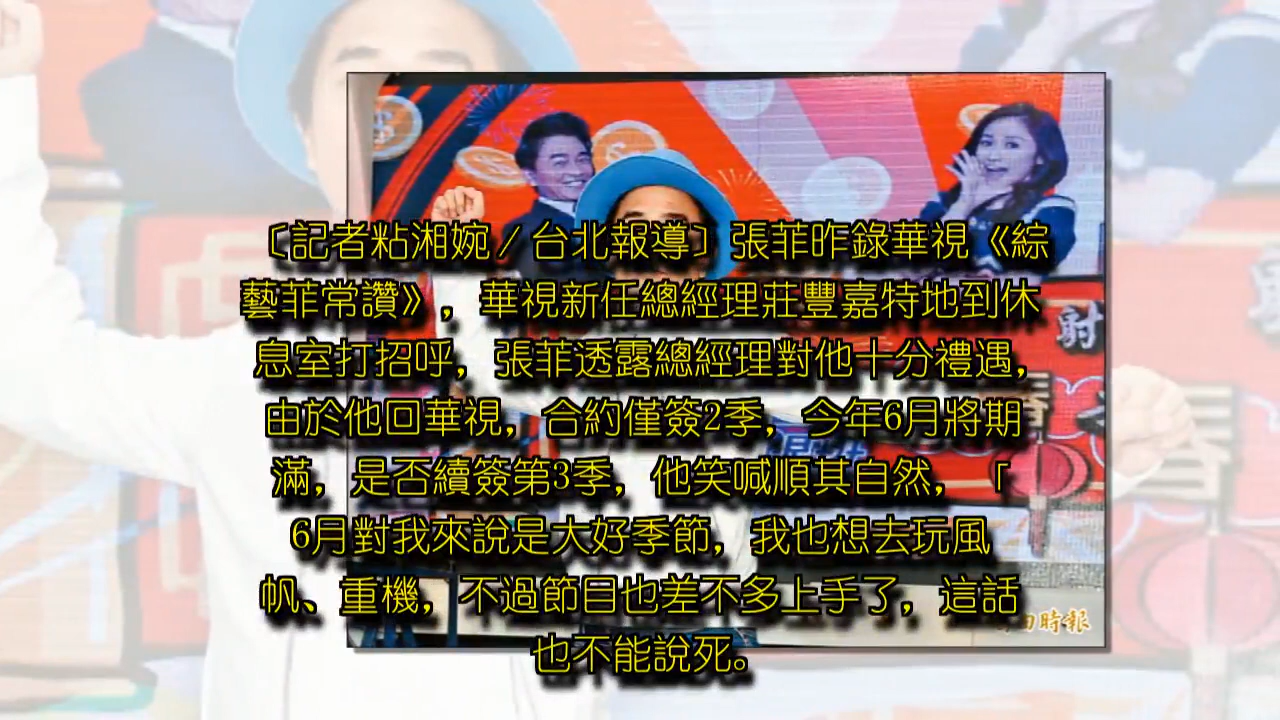 〔記者粘湘婉/台北報導〕張菲昨錄華視《綜
藝菲常讚》，華視新任總經理莊豐嘉特地到休
息室打招呼，張菲透露總經理對他十分禮遇，
由於他回華視，合約僅簽2季，今年6月將期
滿，是否續簽第3季，他笑喊順其自然，「
6月對我來說是大好季節，我也想去玩風
帆、重機，不過節目也差不多上手了，這話
也不能說死。
射
時報